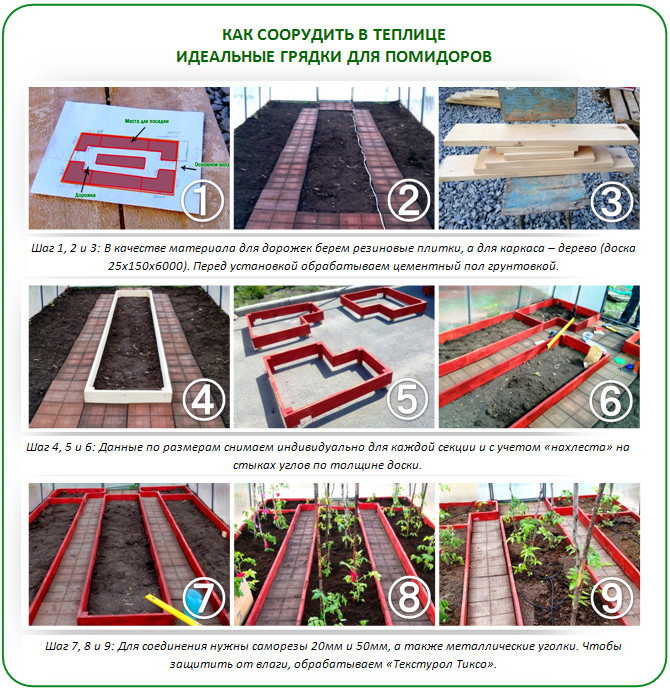 КАК СООРУДИТЬ В ТЕПЛИЦЕ
ИДЕАЛЬНЫЕ ГРЯДКИ ДЛЯ ПОМИДОРОВ
Места для посадки
Основной вход
Дорожка
1
2
3
Шаг 1, 2 и 3: В качестве материала для дорожек берем резиновые плитки, а для каркаса – дерево (доска
25х150х6000). Перед установкой обрабатываем цементный пол грунтовкой.
4
5
6
Шаг 4, 5 и 6: Данные по размерам снимаем индивидуально для каждой секции и с учетом «нахлеста» на
стыках углов по толщине доски.
7
8
9
Шаг 7, 8 и 9: Для соединения нужны саморезы 20мм и 50мм, а также металлические уголки. Чтобы
защитить от влаги, обрабатываем «Текстурол Тиксо».